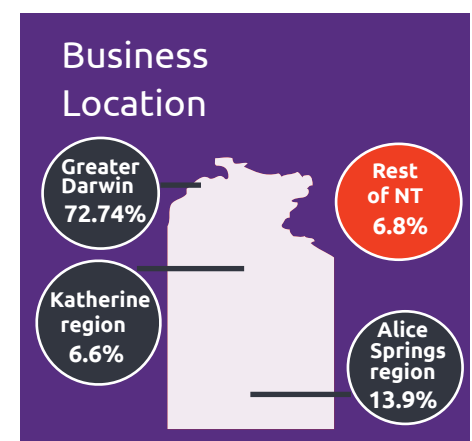 Business
Location
Greater
Darwin
72.74%
Rest
of NT
6.8%
Katherine
region
6.6%
Alice
Springs
region
13.9%